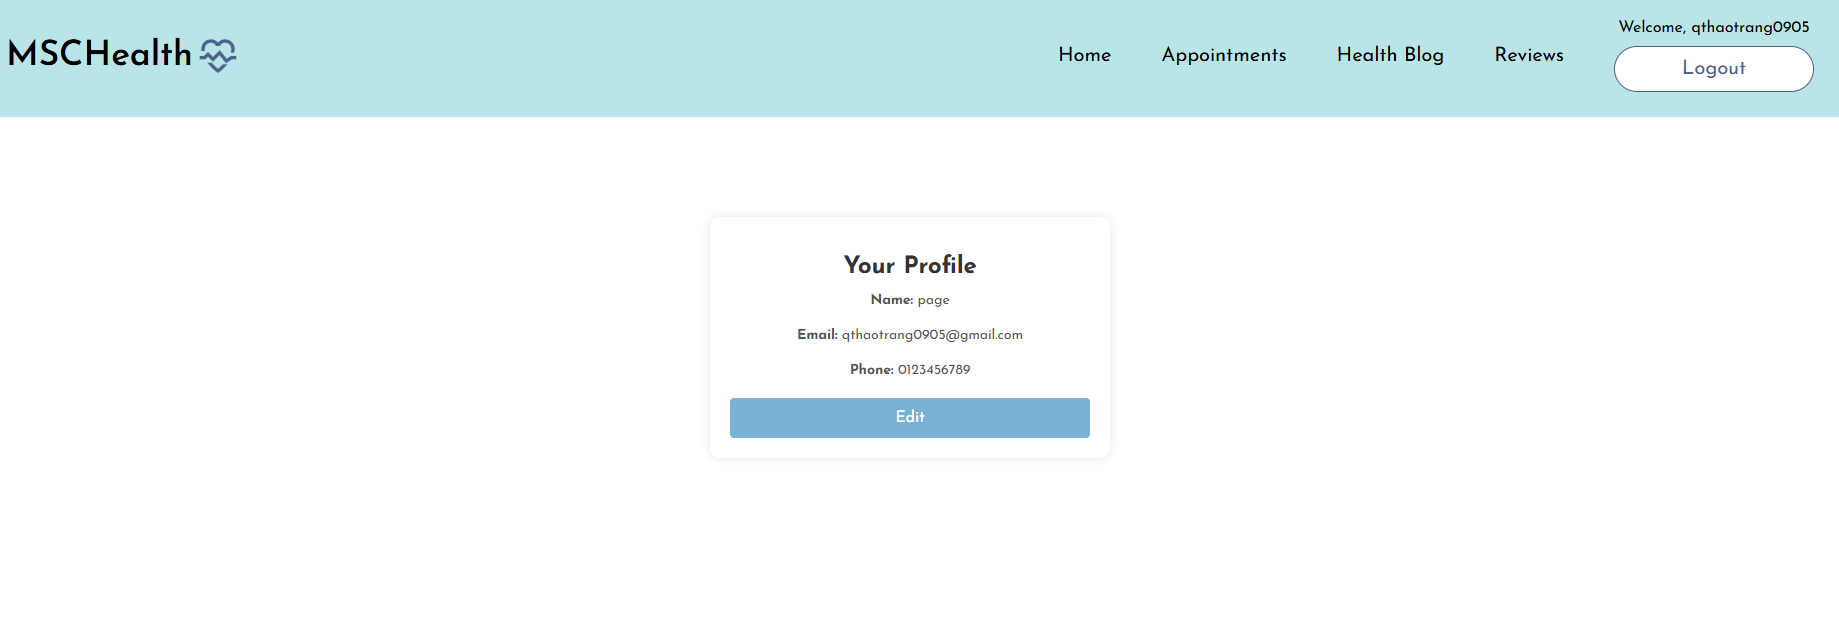 MSCHealth
Home
Appointments
Health Blog
Reviews
Welcome, qthaotrang0905
Logout
Your Profile
Name: page
Email: qthaotrang0905@gmail.com
Phone: 0123456789
Edit